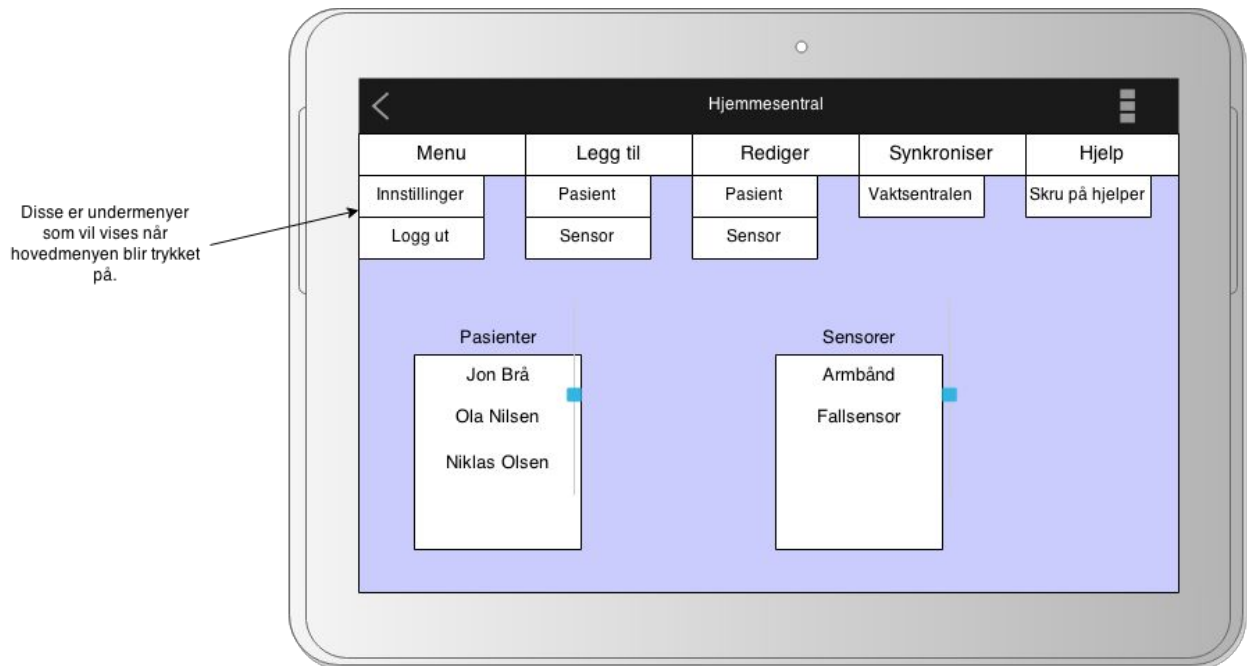 Hjemmesentral
Menu Legg til Rediger Synkroniser Hjelp
Innstillinger Pasient Pasient Vaktsentralen Skru på hjelper
Logg ut Sensor Sensor
Disse er undermenyer
som vil vises når
hovedmenyen blir trykket
på.
Pasienter
Jon Brå
Ola Nilsen
Niklas Olsen
Sensorer
Armbånd
Fallsensor